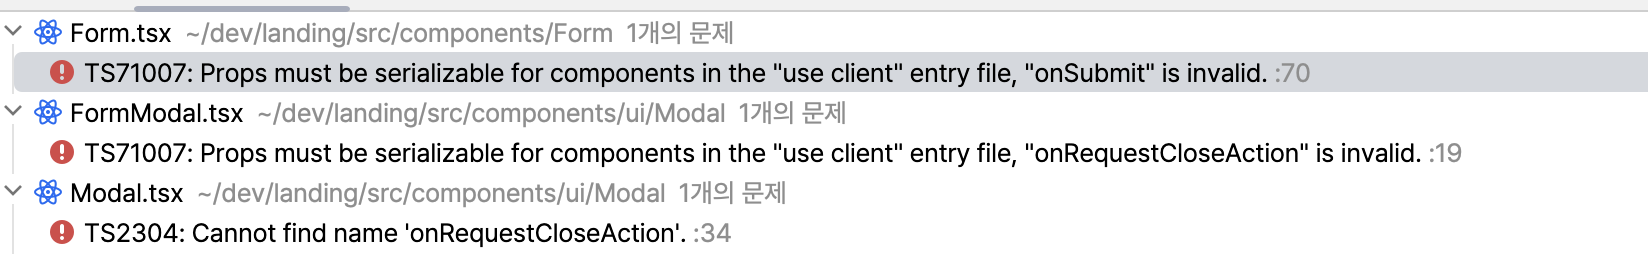 Form.tsx ~/dev/landing/src/components/Form 1개의 문제
TS71007: Props must be serializable for components in the "use client" entry file, "onSubmit" is invalid. :70
FormModal.tsx ~/dev/landing/src/components/ui/Modal 1개의 문제
TS71007: Props must be serializable for components in the "use client" entry file, "onRequestCloseAction" is invalid. :19
Modal.tsx ~/dev/landing/src/components/ui/Modal 1개의 문제
TS2304: Cannot find name 'onRequestCloseAction'. :34